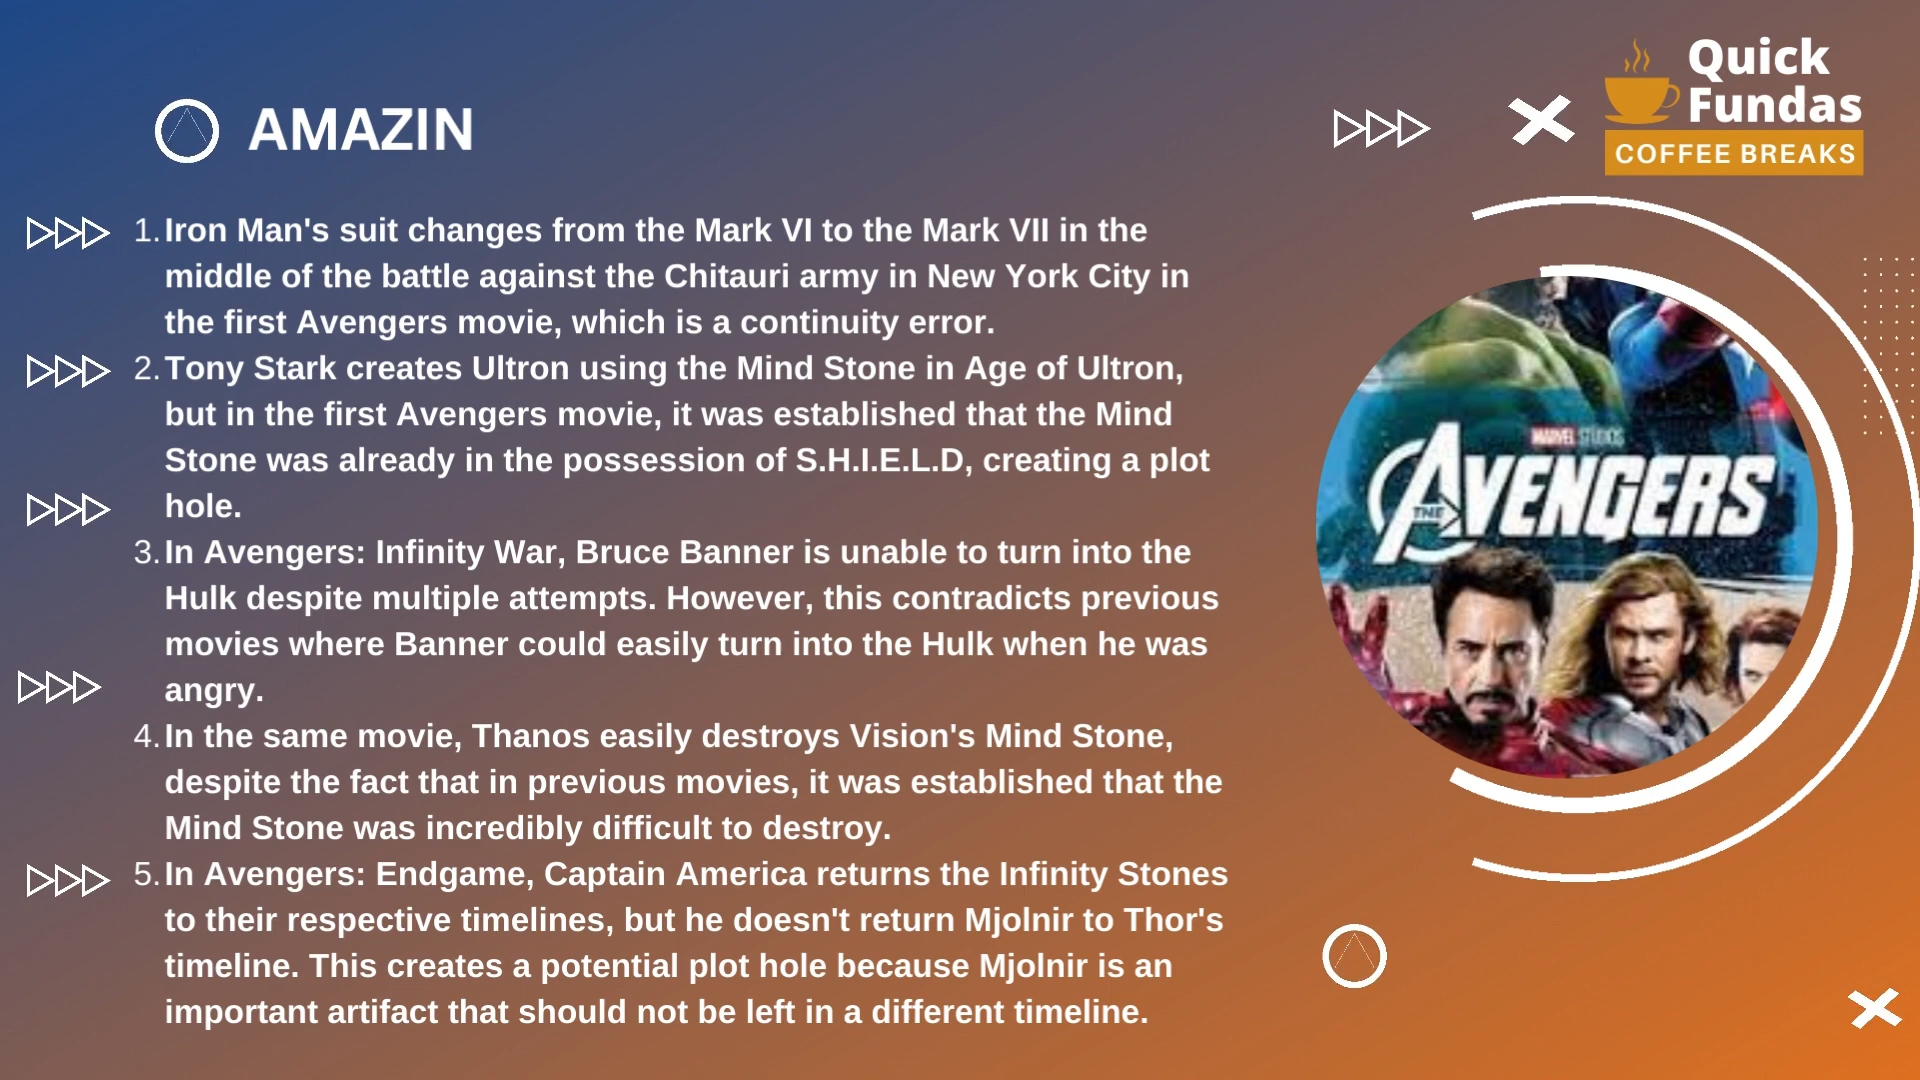 Quick
Fundas
COFFEE BREAKS
AMAZIN
1. Iron Man's suit changes from the Mark VI to the Mark VII in the
middle of the battle against the Chitauri army in New York City in
the first Avengers movie, which is a continuity error.
2. Tony Stark creates Ultron using the Mind Stone in Age of Ultron,
but in the first Avengers movie, it was established that the Mind
Stone was already in the possession of S.H.I.E.L.D, creating a plot
hole.
3. In Avengers: Infinity War, Bruce Banner is unable to turn into the
Hulk despite multiple attempts. However, this contradicts previous
movies where Banner could easily turn into the Hulk when he was
angry.
4. In the same movie, Thanos easily destroys Vision's Mind Stone,
despite the fact that in previous movies, it was established that the
Mind Stone was incredibly difficult to destroy.
5. In Avengers: Endgame, Captain America returns the Infinity Stones
to their respective timelines, but he doesn't return Mjolnir to Thor's
timeline. This creates a potential plot hole because Mjolnir is an
important artifact that should not be left in a different timeline.
MARVEL STUDIOS
THE AVENGERS